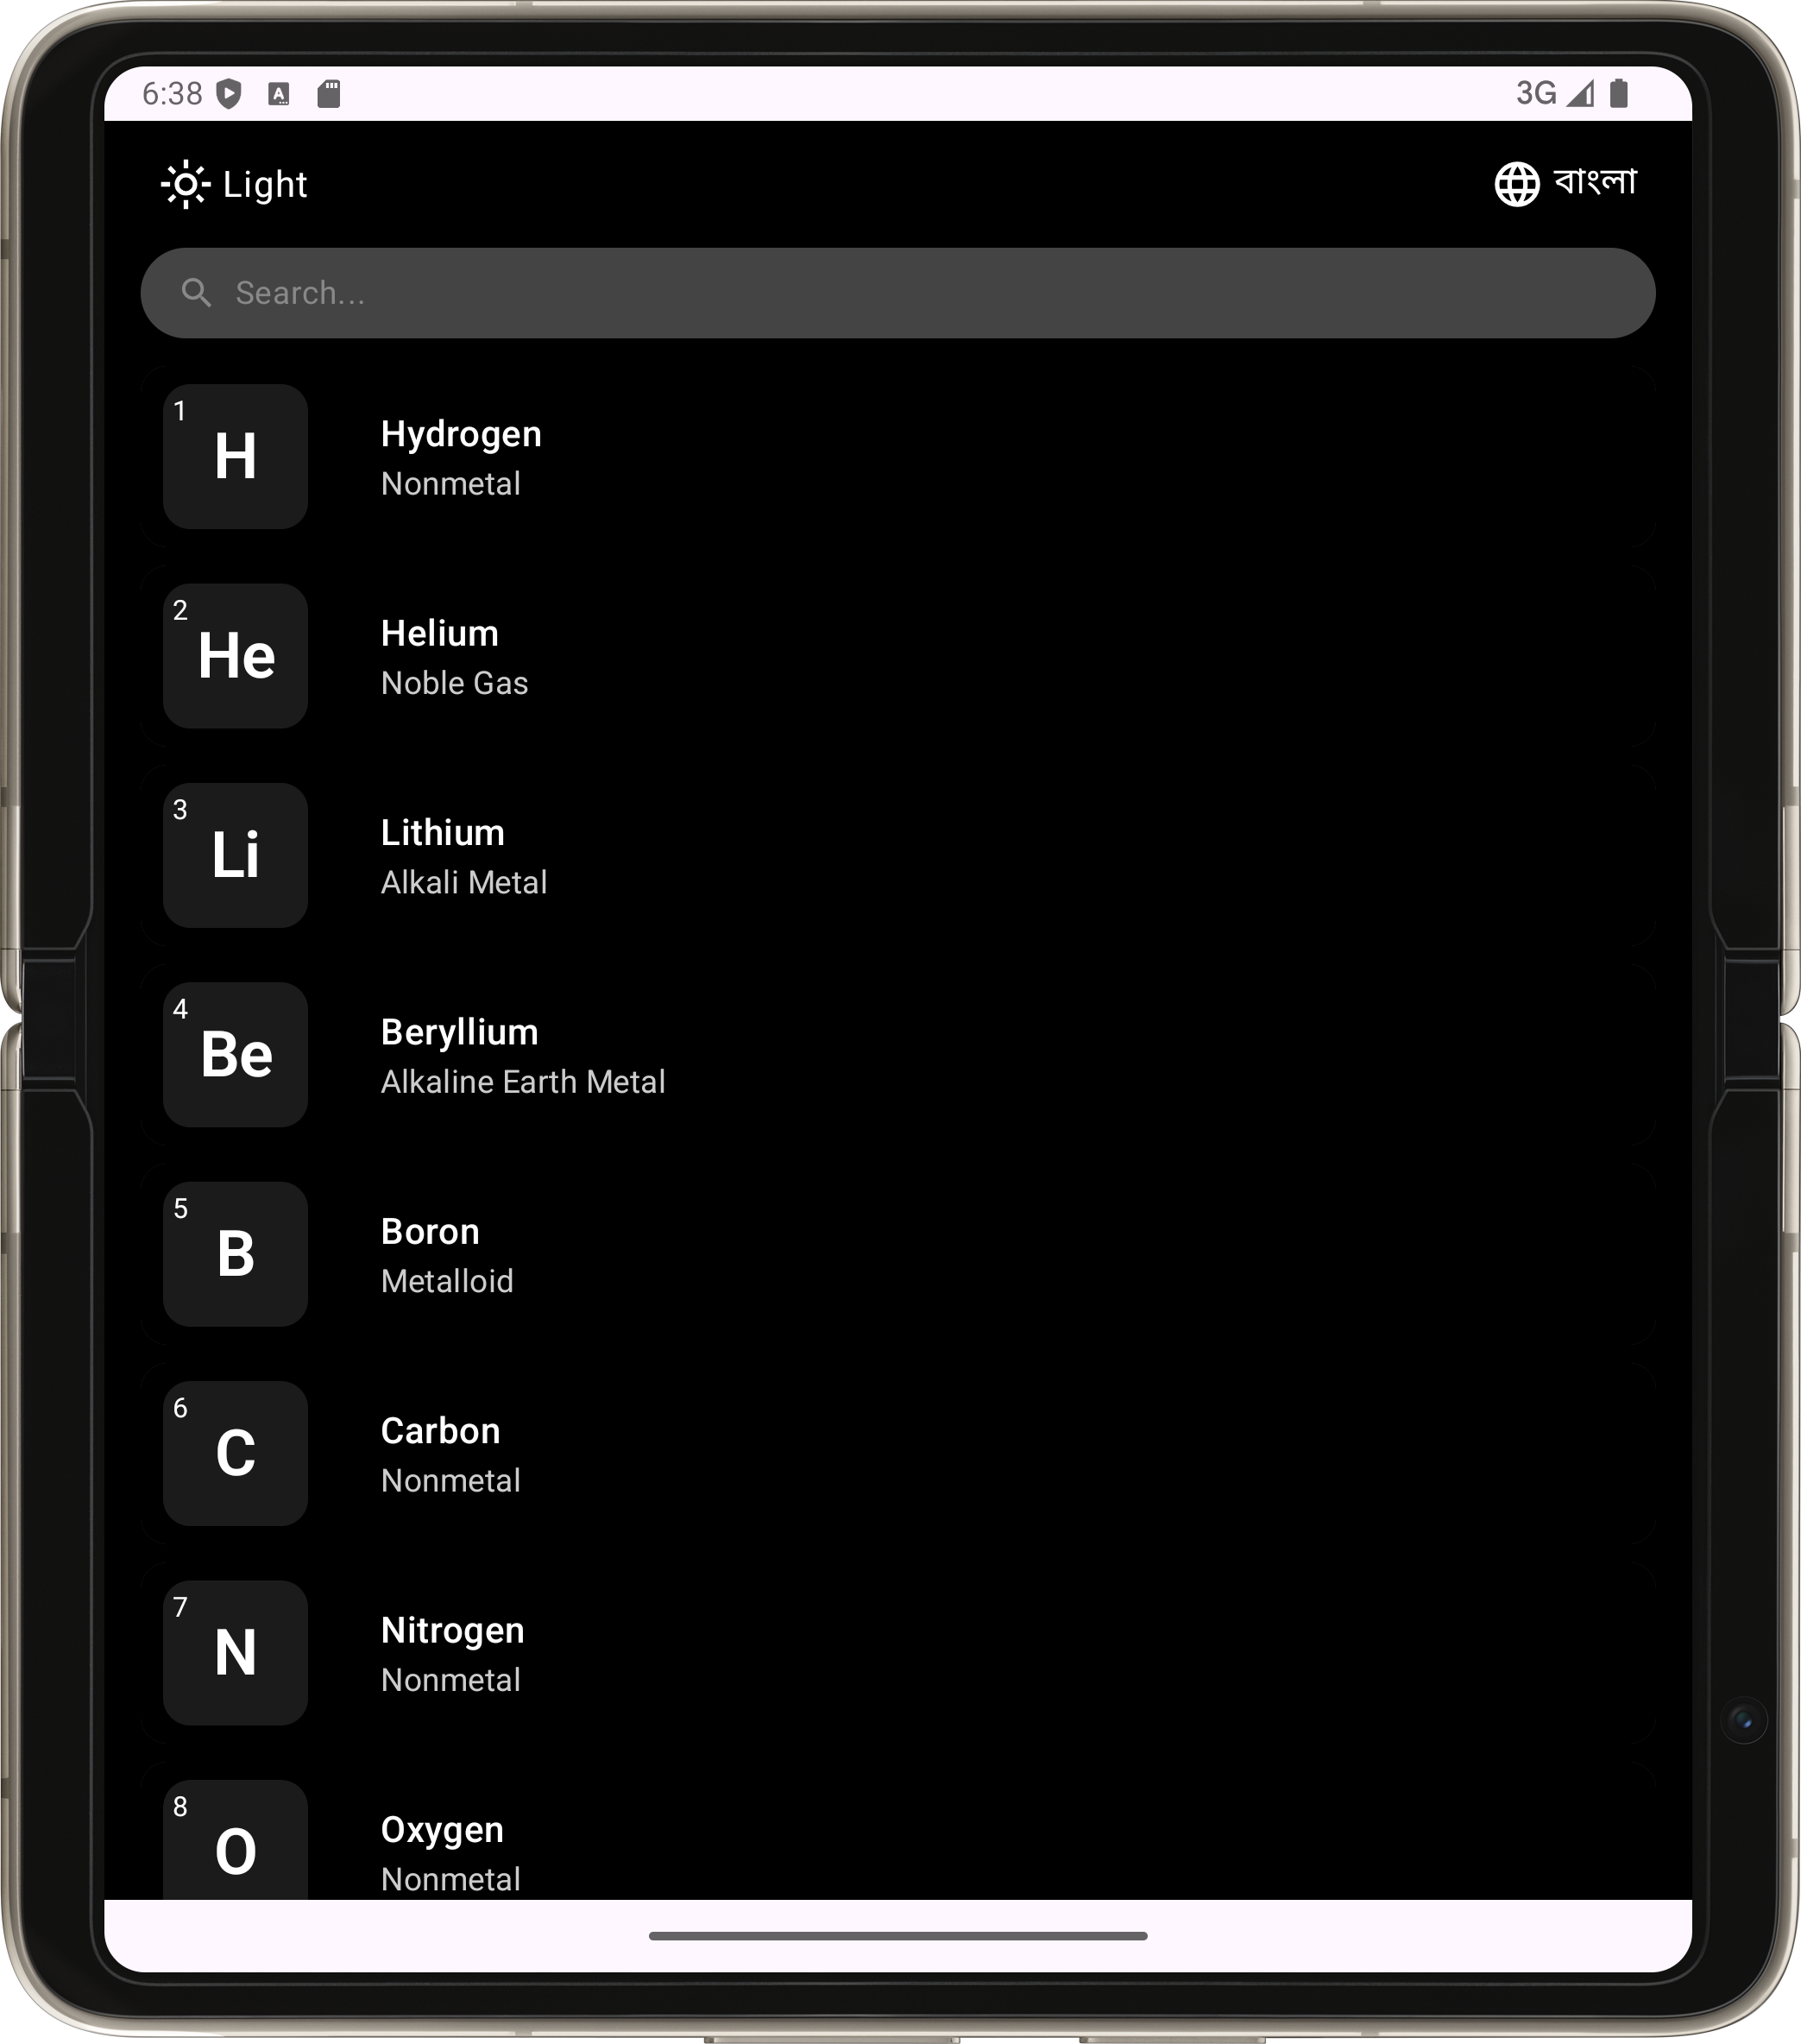 6:38 A 3G
Light বাংলা
Search...
1
H
Hydrogen
Nonmetal
2
He
Helium
Noble Gas
3
Li
Lithium
Alkali Metal
4
Be
Beryllium
Alkaline Earth Metal
5
B
Boron
Metalloid
6
C
Carbon
Nonmetal
7
N
Nitrogen
Nonmetal
8
O
Oxygen
Nonmetal